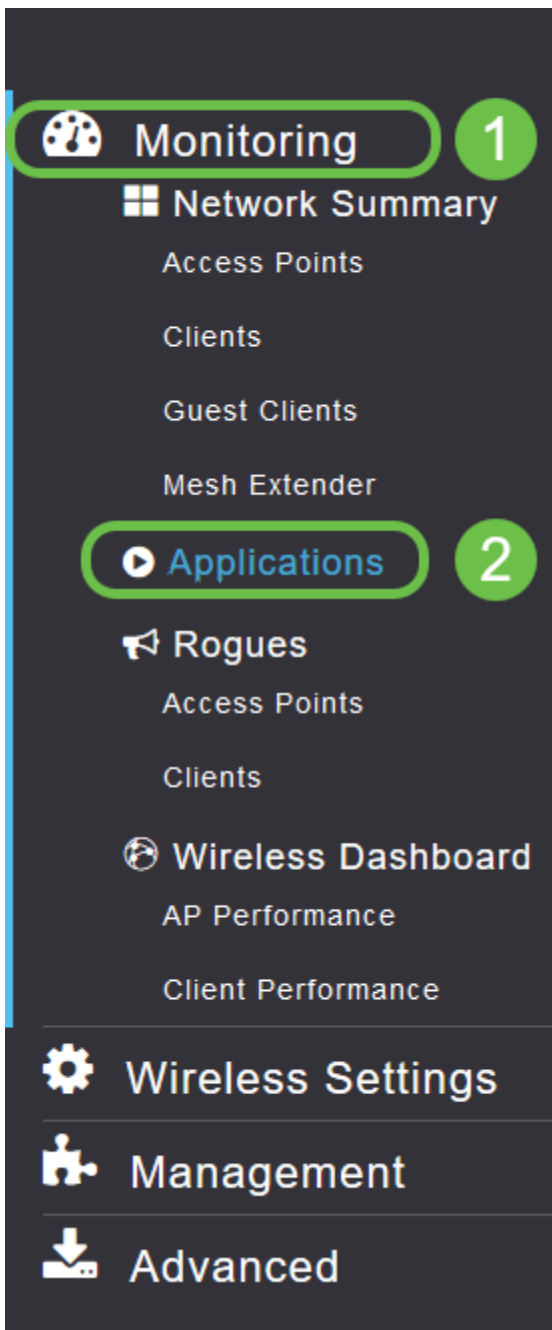 Monitoring 1
Network Summary
Access Points
Clients
Guest Clients
Mesh Extender
Applications 2
Rogues
Access Points
Clients
Wireless Dashboard
AP Performance
Client Performance
Wireless Settings
Management
Advanced